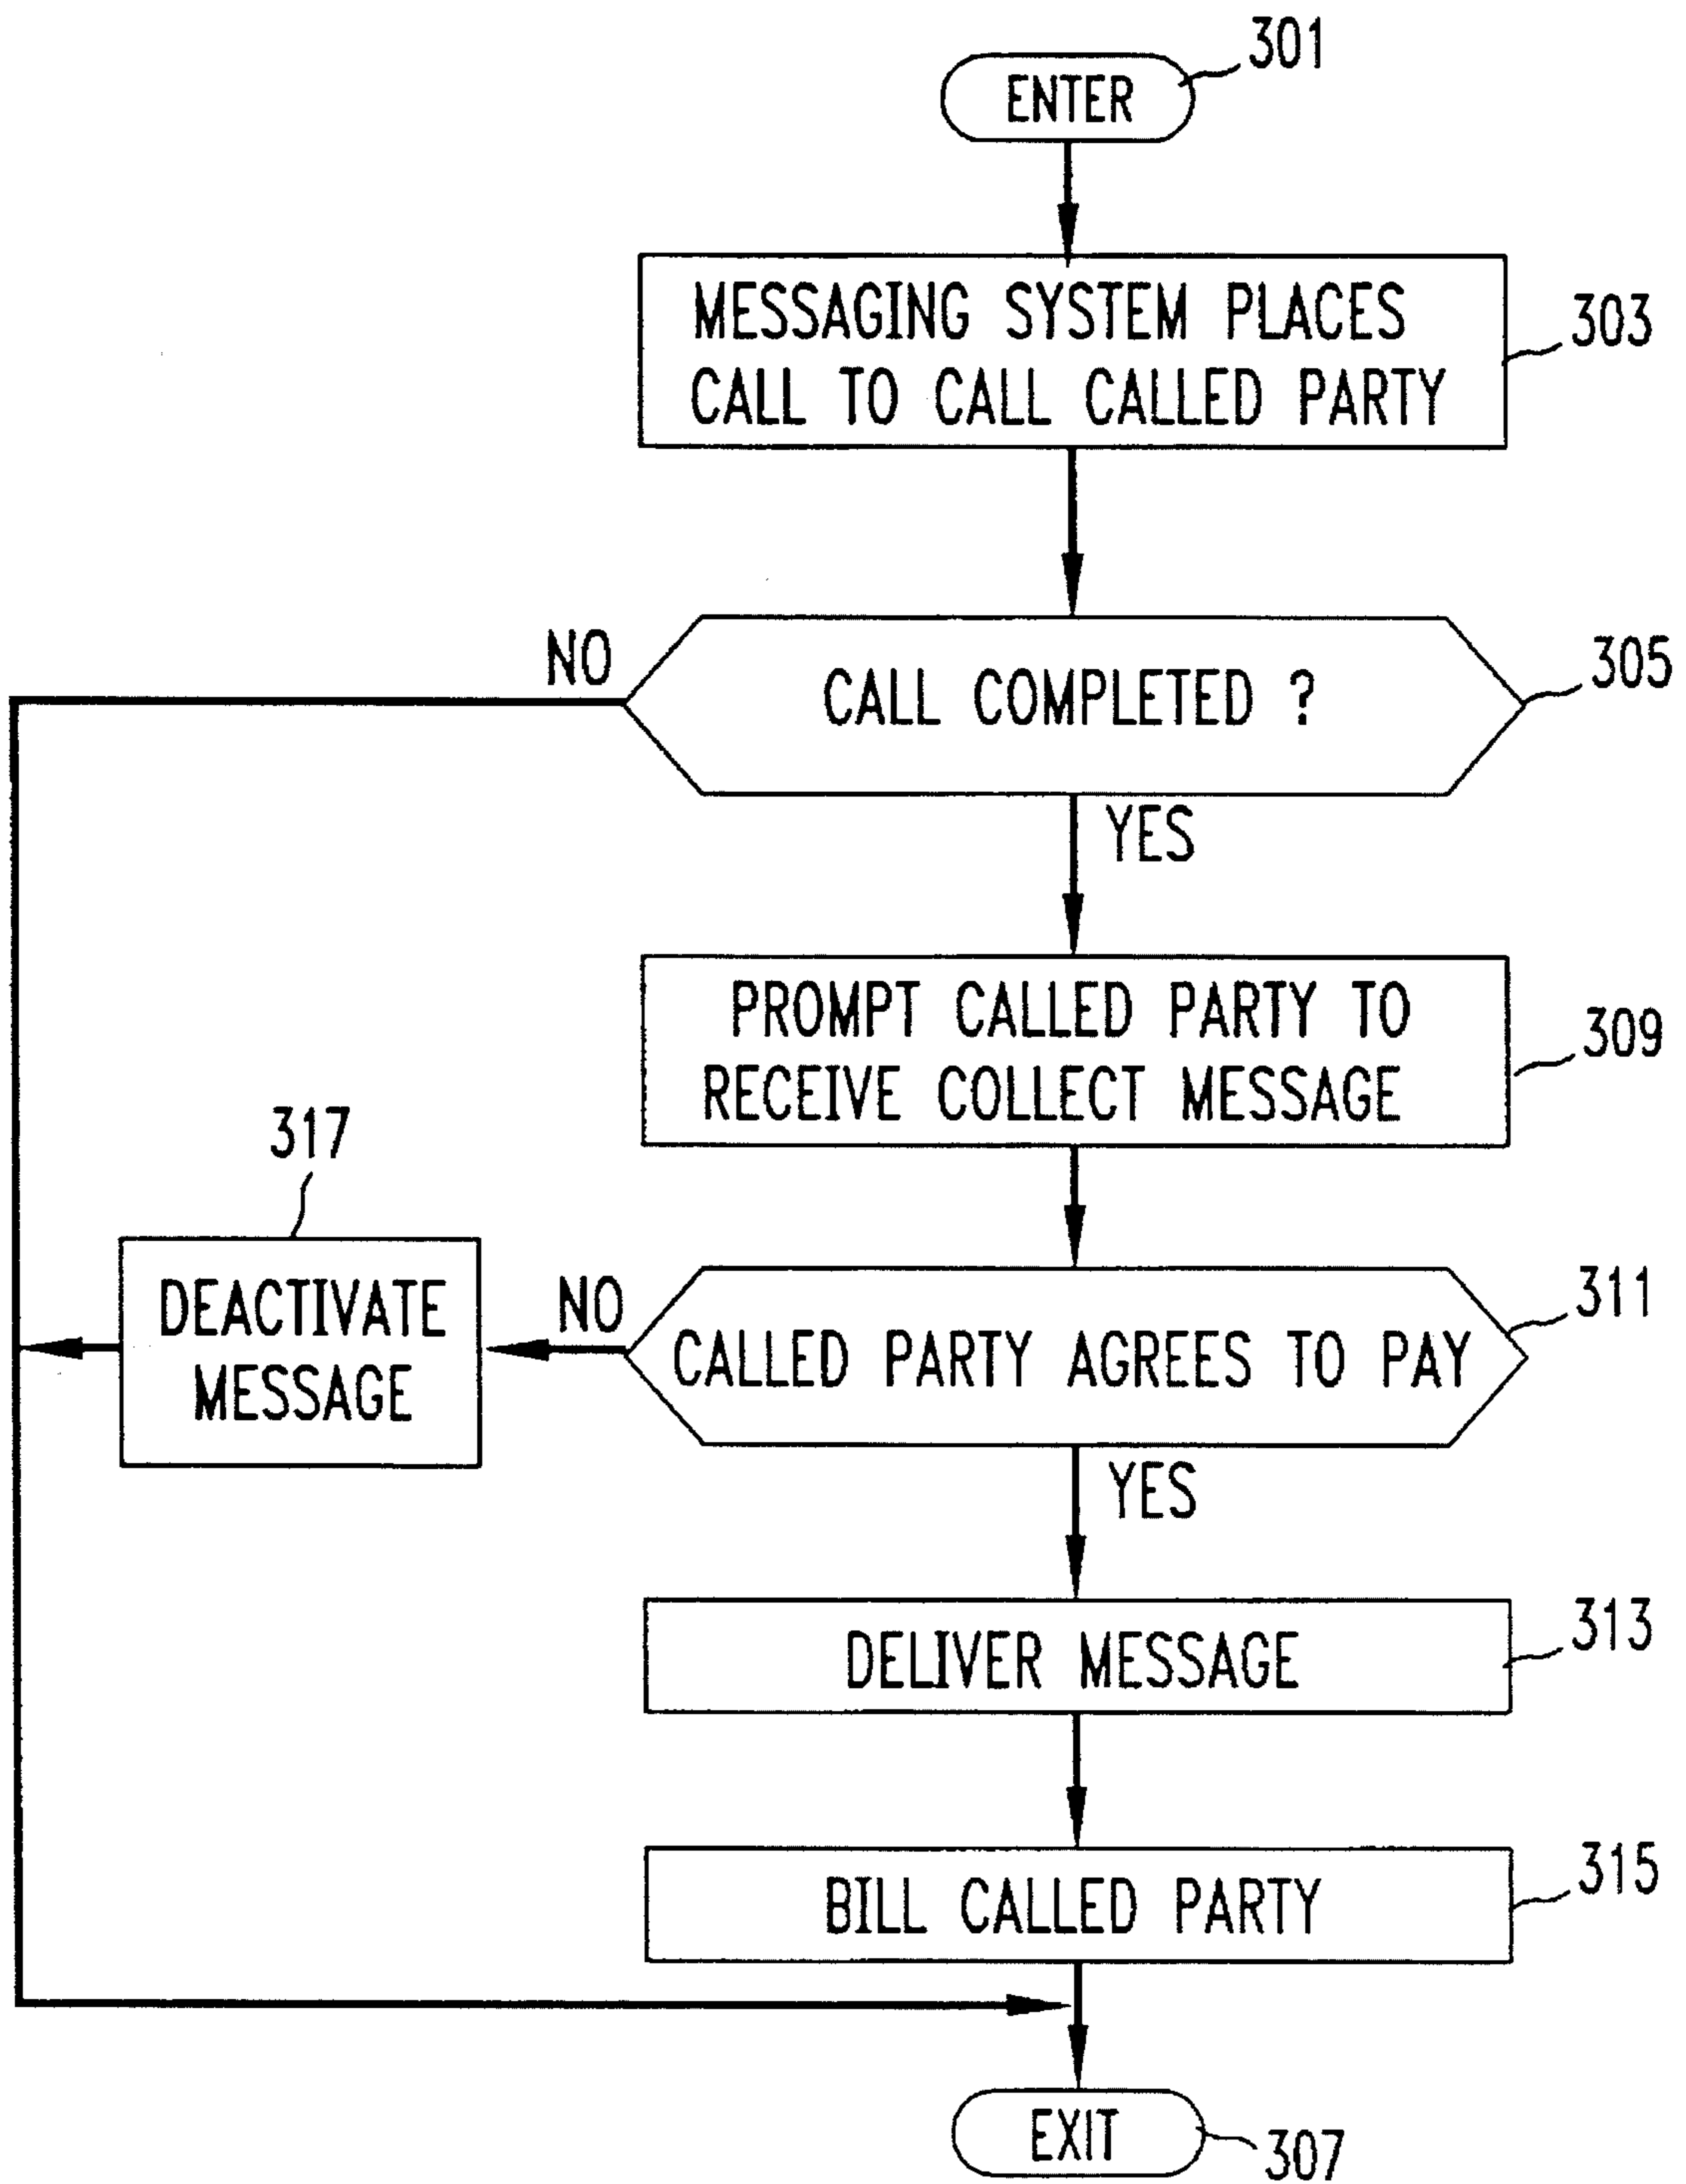 301
ENTER
MESSAGING SYSTEM PLACES
CALL TO CALL CALLED PARTY
303
NO
CALL COMPLETED ?
305
YES
PROMPT CALLED PARTY TO
RECEIVE COLLECT MESSAGE
309
317
DEACTIVATE
MESSAGE
NO
CALLED PARTY AGREES TO PAY
311
YES
DELIVER MESSAGE
313
BILL CALLED PARTY
315
EXIT
307